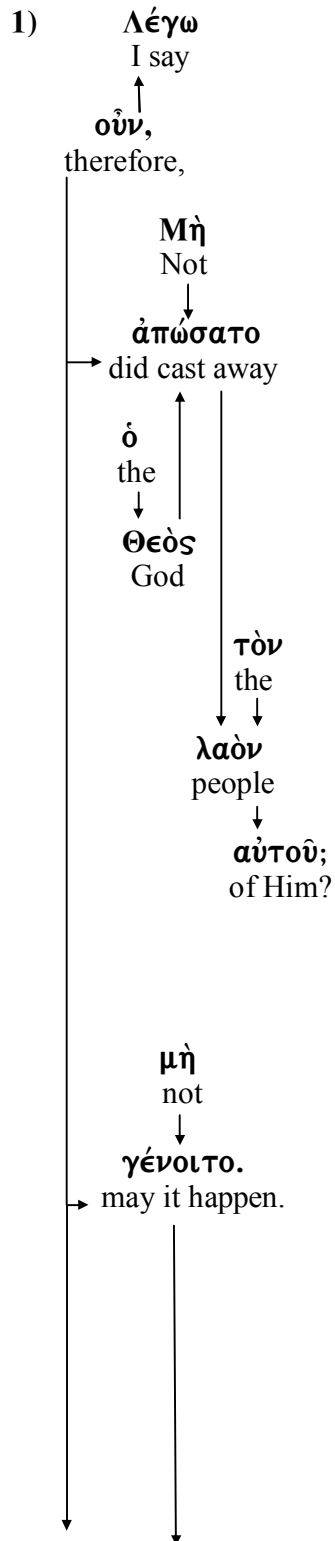 1) Λέγω
I say
οὖν,
therefore,
Μὴ
Not
ἀπώσατο
did cast away
ὁ
the
Θεὸς
God
τὸν
the
λαὸν
people
αὐτοῦ;
of Him?
μὴ
not
γένοιτο.
may it happen.